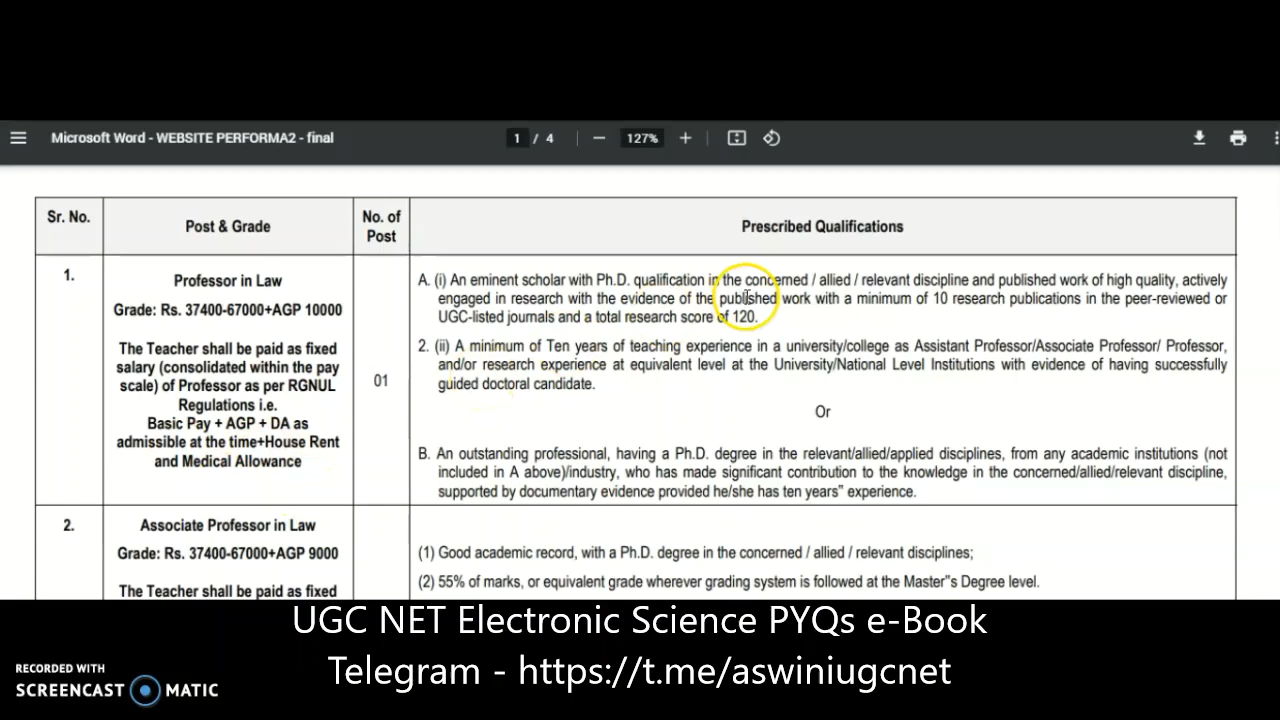 Microsoft Word - WEBSITE PERFORMA2 - final
1 / 4
127%
Sr. No.
Post & Grade
No. of
Post
Prescribed Qualifications
1.
Professor in Law
Grade: Rs. 37400-67000+AGP 10000
The Teacher shall be paid as fixed
salary (consolidated within the pay
scale) of Professor as per RGNUL
Regulations i.e.
Basic Pay + AGP + DA as
admissible at the time+House Rent
and Medical Allowance
01
A. (i) An eminent scholar with Ph.D. qualification in the concerned / allied / relevant discipline and published work of high quality, actively
engaged in research with the evidence of the published work with a minimum of 10 research publications in the peer-reviewed or
UGC-listed journals and a total research score of 120.
2. (ii) A minimum of Ten years of teaching experience in a university/college as Assistant Professor/Associate Professor/ Professor,
and/or research experience at equivalent level at the University/National Level Institutions with evidence of having successfully
guided doctoral candidate.
Or
B. An outstanding professional, having a Ph.D. degree in the relevant/allied/applied disciplines, from any academic institutions (not
included in A above)/industry, who has made significant contribution to the knowledge in the concerned/allied/relevant discipline,
supported by documentary evidence provided he/she has ten years" experience.
2.
Associate Professor in Law
Grade: Rs. 37400-67000+AGP 9000
The Teacher shall be paid as fixed
(1) Good academic record, with a Ph.D. degree in the concerned / allied / relevant disciplines;
(2) 55% of marks, or equivalent grade wherever grading system is followed at the Master"s Degree level.
UGC NET Electronic Science PYQs e-Book
Telegram - https://t.me/aswiniugcnet
RECORDED WITH
SCREENCAST MATIC